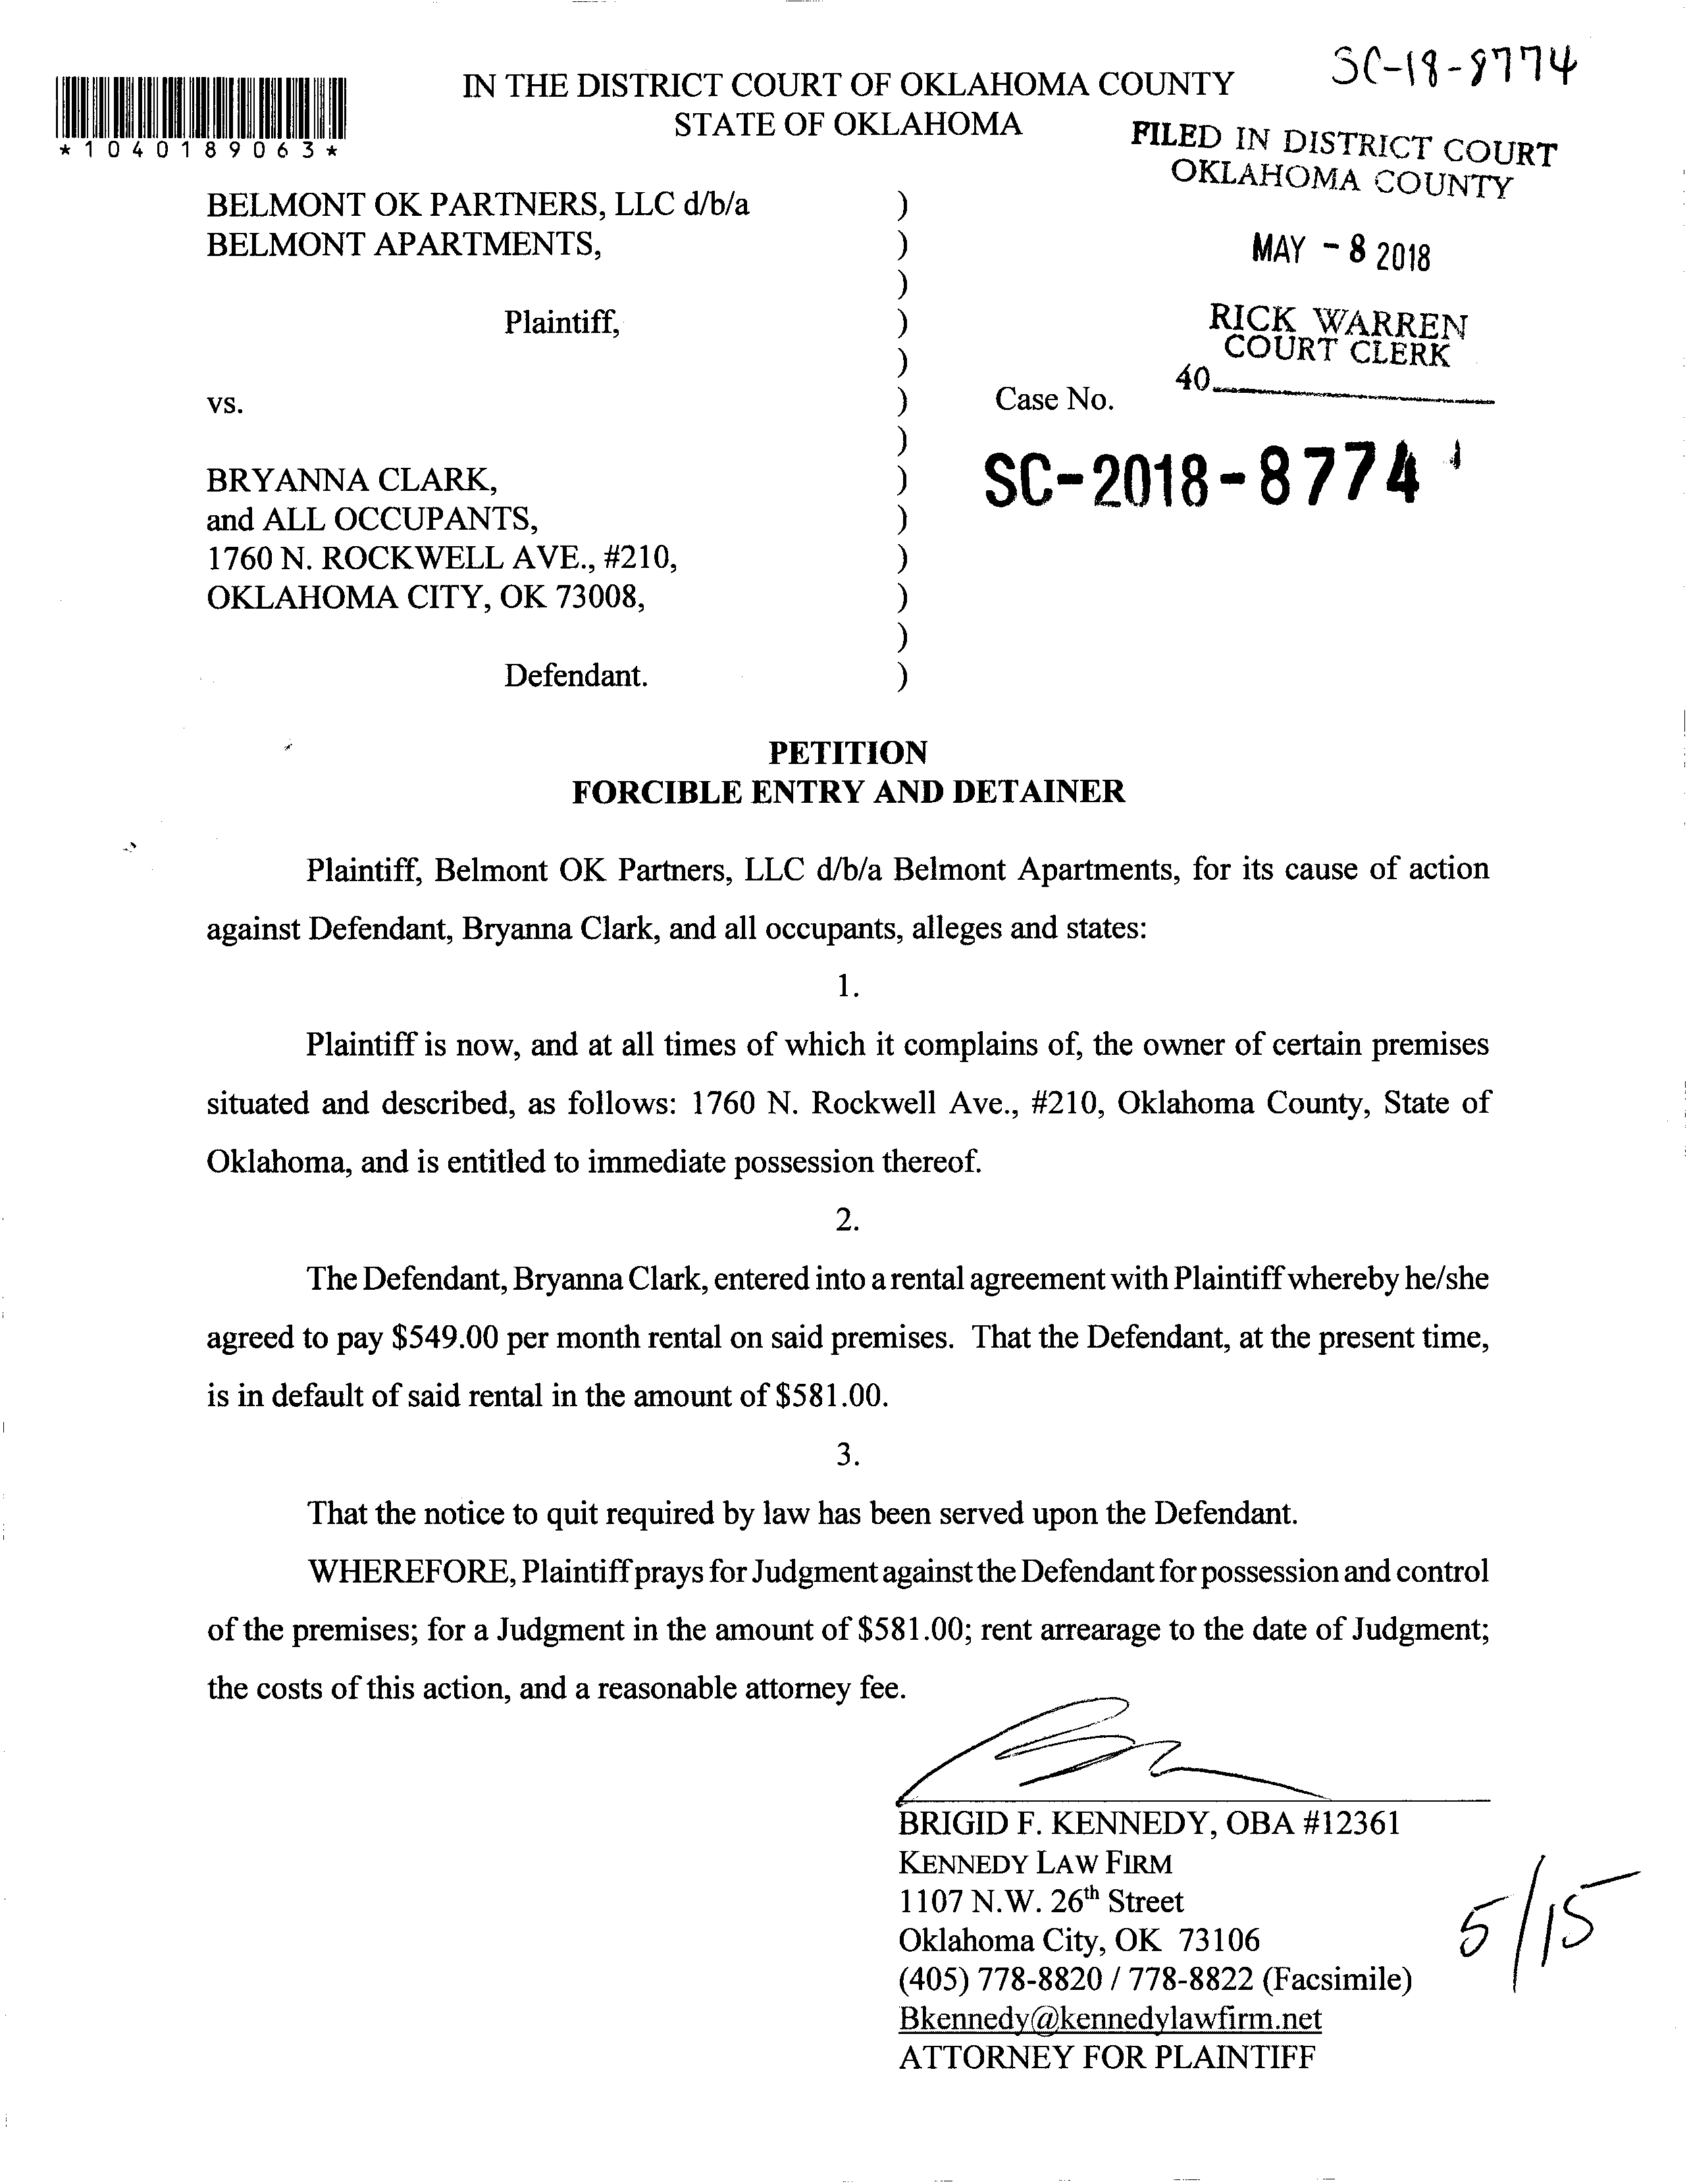 SC-18-8774
IN THE DISTRICT COURT OF OKLAHOMA COUNTY
STATE OF OKLAHOMA
*1040189063*
FILED IN DISTRICT COURT
OKLAHOMA COUNTY
MAY - 8 2018
RICK WARREN
COURT CLERK
40
BELMONT OK PARTNERS, LLC d/b/a )
BELMONT APARTMENTS, )
)
Plaintiff, )
)
vs. ) Case No.
)
SC-2018-8774
BRYANNA CLARK, )
and ALL OCCUPANTS, )
1760 N. ROCKWELL AVE., #210, )
OKLAHOMA CITY, OK 73008, )
)
Defendant. )
PETITION
FORCIBLE ENTRY AND DETAINER
Plaintiff, Belmont OK Partners, LLC d/b/a Belmont Apartments, for its cause of action
against Defendant, Bryanna Clark, and all occupants, alleges and states:
1.
Plaintiff is now, and at all times of which it complains of, the owner of certain premises
situated and described, as follows: 1760 N. Rockwell Ave., #210, Oklahoma County, State of
Oklahoma, and is entitled to immediate possession thereof.
2.
The Defendant, Bryanna Clark, entered into a rental agreement with Plaintiff whereby he/she
agreed to pay $549.00 per month rental on said premises. That the Defendant, at the present time,
is in default of said rental in the amount of $581.00.
3.
That the notice to quit required by law has been served upon the Defendant.
WHEREFORE, Plaintiff prays for Judgment against the Defendant for possession and control
of the premises; for a Judgment in the amount of $581.00; rent arrearage to the date of Judgment;
the costs of this action, and a reasonable attorney fee.
BRIGID F. KENNEDY, OBA #12361
KENNEDY LAW FIRM
1107 N.W. 26th Street
Oklahoma City, OK 73106
(405) 778-8820 / 778-8822 (Facsimile)
Bkennedy@kennedylawfirm.net
ATTORNEY FOR PLAINTIFF
5/15